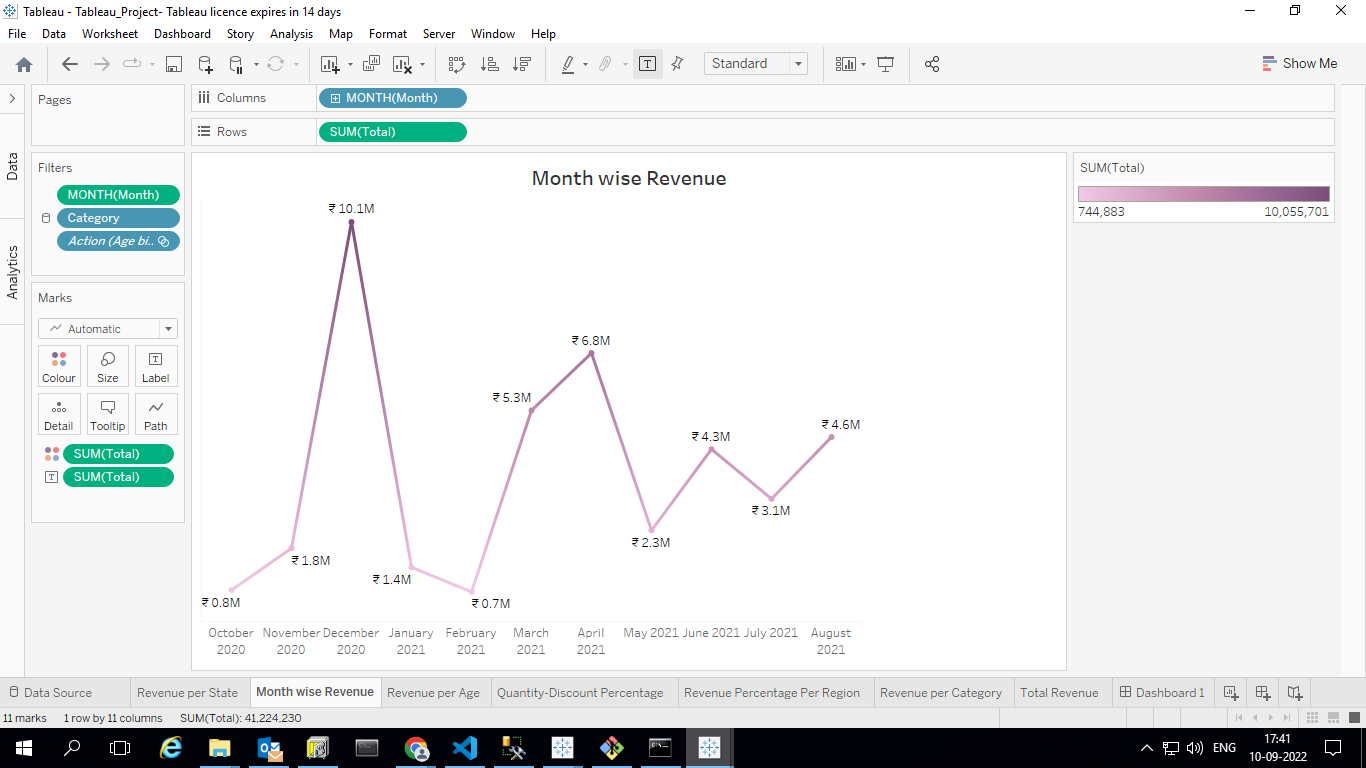 Tableau - Tableau_Project- Tableau licence expires in 14 days
File Data Worksheet Dashboard Story Analysis Map Format Server Window Help
Standard
Show Me
Pages
Columns
MONTH(Month)
Rows
SUM(Total)
Data
Analytics
Filters
MONTH(Month)
Category
Action (Age bi..
Marks
Automatic
Colour Size Label
Detail Tooltip Path
SUM(Total)
SUM(Total)
Month wise Revenue
₹ 10.1M
₹ 6.8M
₹ 5.3M
₹ 4.6M
₹ 4.3M
₹ 3.1M
₹ 2.3M
₹ 1.8M
₹ 1.4M
₹ 0.8M
₹ 0.7M
October 2020
November 2020
December 2020
January 2021
February 2021
March 2021
April 2021
May 2021
June 2021
July 2021
August 2021
SUM(Total)
744,883 10,055,701
Data Source Revenue per State Month wise Revenue Revenue per Age Quantity-Discount Percentage Revenue Percentage Per Region Revenue per Category Total Revenue Dashboard 1
11 marks 1 row by 11 columns SUM(Total): 41,224,230
ENG
17:41
10-09-2022